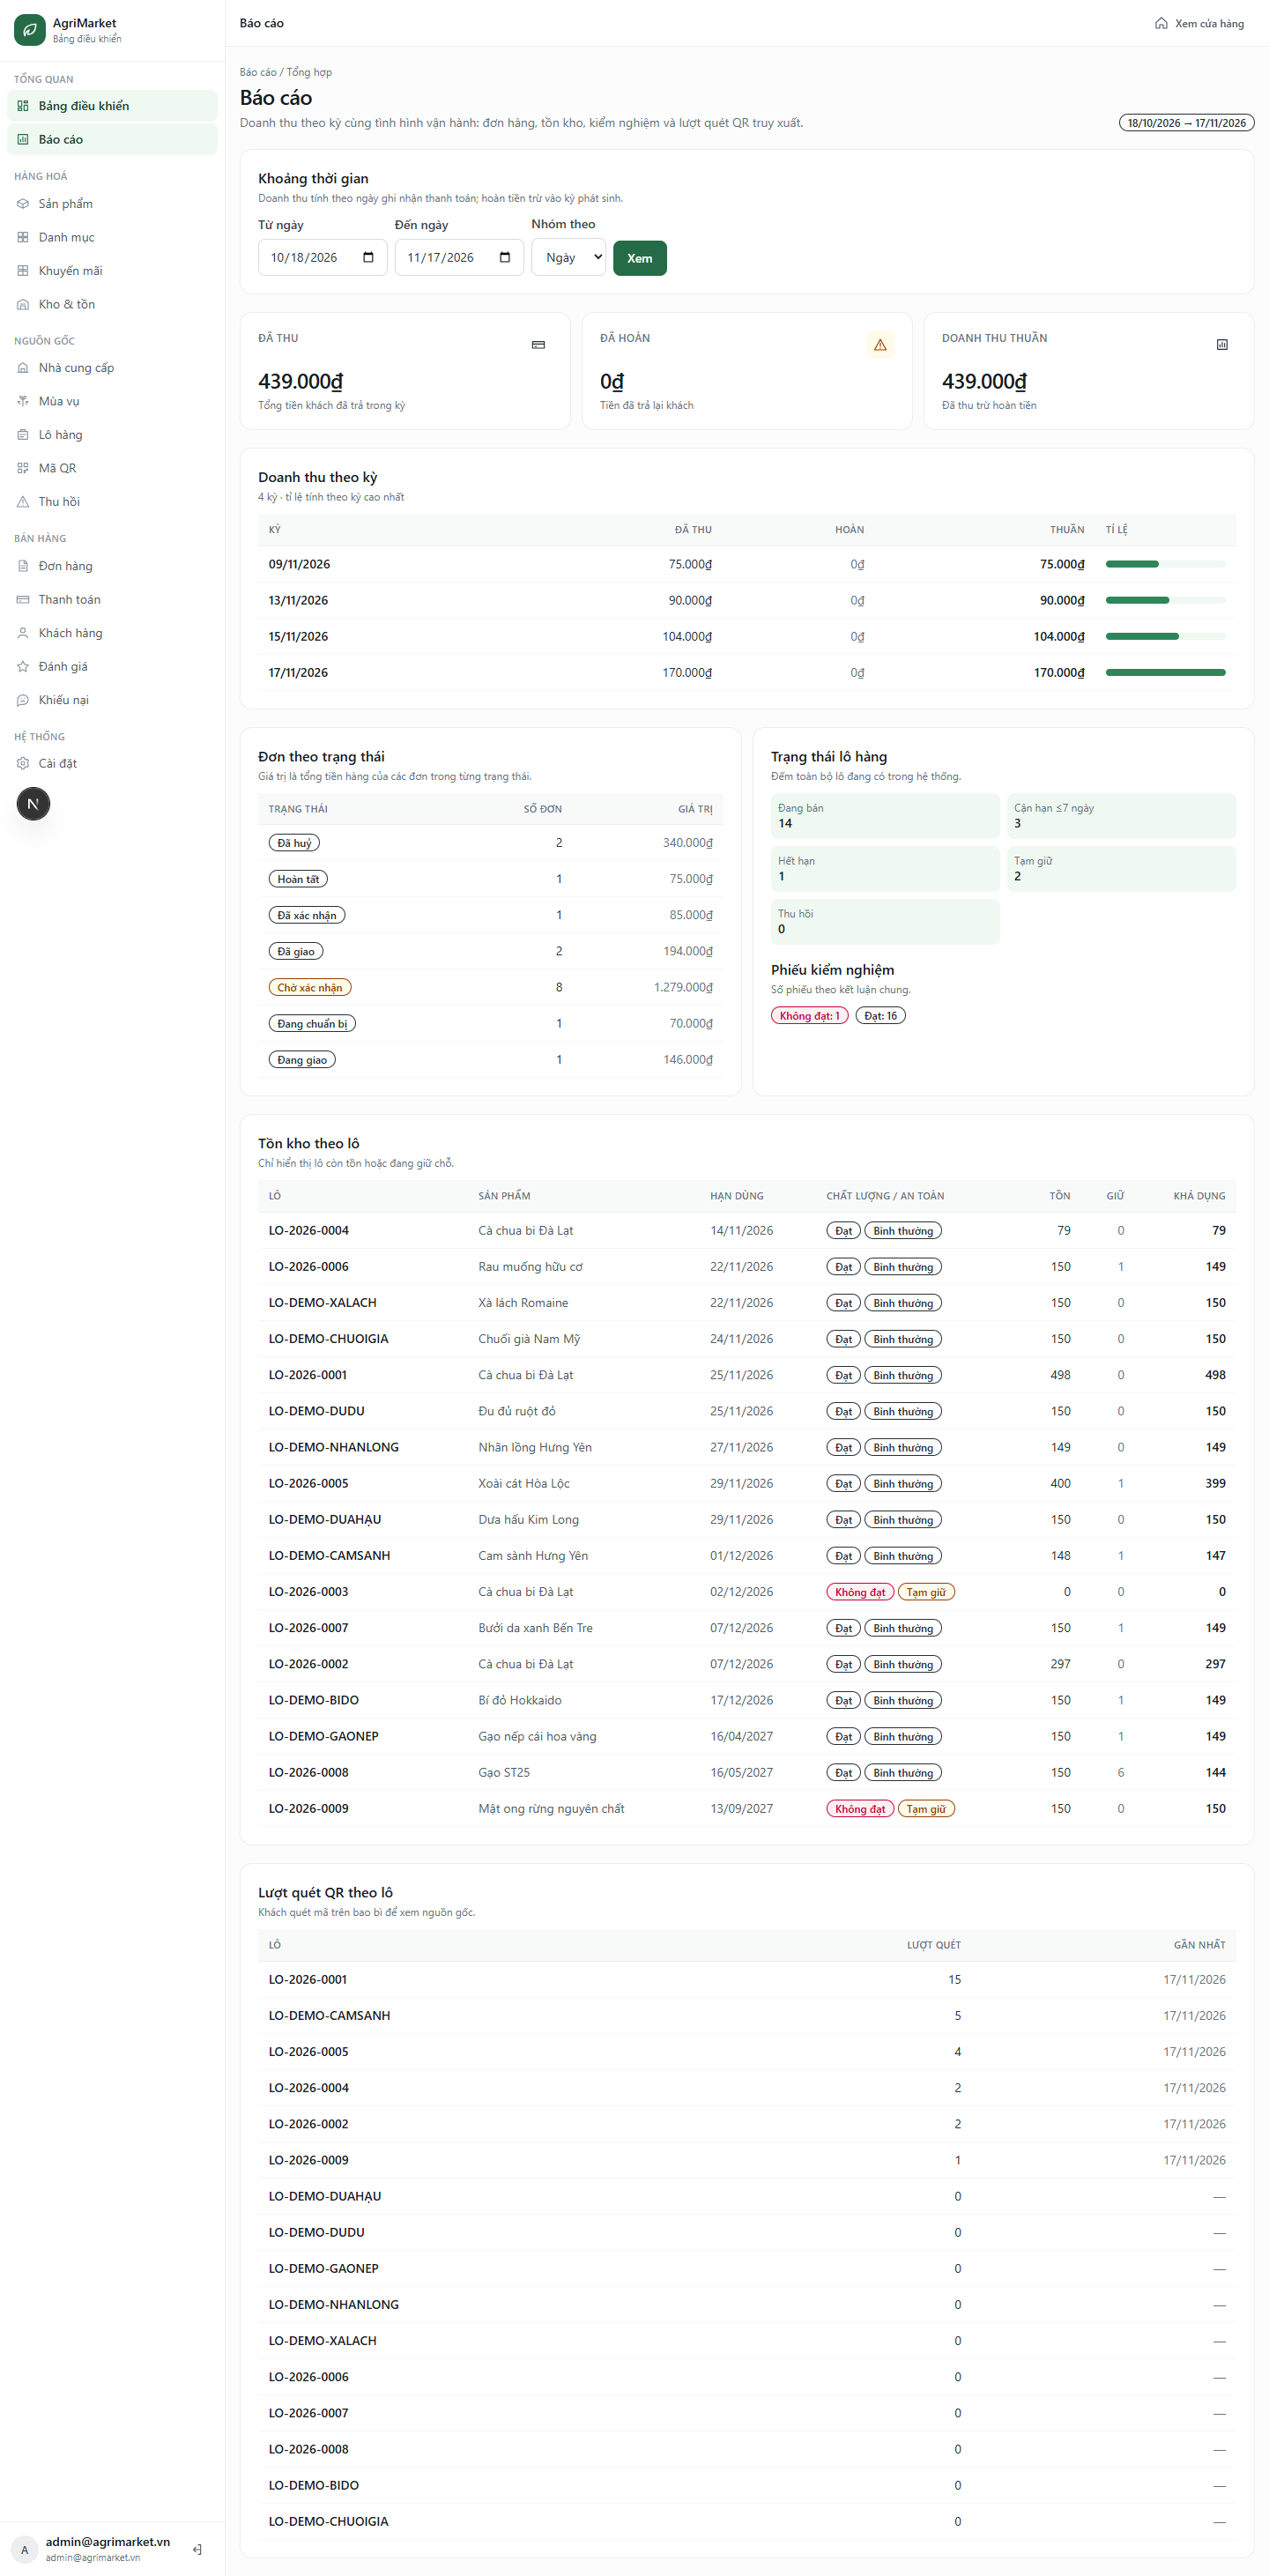 AgriMarket
Bảng điều khiển
TỔNG QUAN
Bảng điều khiển
Báo cáo
HÀNG HOÁ
Sản phẩm
Danh mục
Khuyến mãi
Kho & tồn
NGUỒN GỐC
Nhà cung cấp
Mùa vụ
Lô hàng
Mã QR
Thu hồi
BÁN HÀNG
Đơn hàng
Thanh toán
Khách hàng
Đánh giá
Khiếu nại
HỆ THỐNG
Cài đặt
N
A
admin@agrimarket.vn
admin@agrimarket.vn
Báo cáo
Xem cửa hàng
Báo cáo / Tổng hợp
Báo cáo
Doanh thu theo kỳ cùng tình hình vận hành: đơn hàng, tồn kho, kiểm nghiệm và lượt quét QR truy xuất.
18/10/2026 → 17/11/2026
Khoảng thời gian
Doanh thu tính theo ngày ghi nhận thanh toán; hoàn tiền trừ vào kỳ phát sinh.
Từ ngày Đến ngày Nhóm theo
10/18/2026 11/17/2026 Ngày Xem
ĐÃ THU
439.000₫
Tổng tiền khách đã trả trong kỳ
ĐÃ HOÀN
0₫
Tiền đã trả lại khách
DOANH THU THUẦN
439.000₫
Đã thu trừ hoàn tiền
Doanh thu theo kỳ
4 kỳ · tỉ lệ tính theo kỳ cao nhất
KỲ ĐÃ THU HOÀN THUẦN TỈ LỆ
09/11/2026 75.000₫ 0₫ 75.000₫
13/11/2026 90.000₫ 0₫ 90.000₫
15/11/2026 104.000₫ 0₫ 104.000₫
17/11/2026 170.000₫ 0₫ 170.000₫
Đơn theo trạng thái
Giá trị là tổng tiền hàng của các đơn trong từng trạng thái.
TRẠNG THÁI SỐ ĐƠN GIÁ TRỊ
Đã huỷ 2 340.000₫
Hoàn tất 1 75.000₫
Đã xác nhận 1 85.000₫
Đã giao 2 194.000₫
Chờ xác nhận 8 1.279.000₫
Đang chuẩn bị 1 70.000₫
Đang giao 1 146.000₫
Trạng thái lô hàng
Đếm toàn bộ lô đang có trong hệ thống.
Đang bán
14
Cận hạn ≤7 ngày
3
Hết hạn
1
Tạm giữ
2
Thu hồi
0
Phiếu kiểm nghiệm
Số phiếu theo kết luận chung.
Không đạt: 1 Đạt: 16
Tồn kho theo lô
Chỉ hiển thị lô còn tồn hoặc đang giữ chỗ.
LÔ SẢN PHẨM HẠN DÙNG CHẤT LƯỢNG / AN TOÀN TỒN GIỮ KHẢ DỤNG
LO-2026-0004 Cà chua bi Đà Lạt 14/11/2026 Đạt Bình thường 79 0 79
LO-2026-0006 Rau muống hữu cơ 22/11/2026 Đạt Bình thường 150 1 149
LO-DEMO-XALACH Xà lách Romaine 22/11/2026 Đạt Bình thường 150 0 150
LO-DEMO-CHUOIGIA Chuối già Nam Mỹ 24/11/2026 Đạt Bình thường 150 0 150
LO-2026-0001 Cà chua bi Đà Lạt 25/11/2026 Đạt Bình thường 498 0 498
LO-DEMO-DUDU Đu đủ ruột đỏ 25/11/2026 Đạt Bình thường 150 0 150
LO-DEMO-NHANLONG Nhãn lồng Hưng Yên 27/11/2026 Đạt Bình thường 149 0 149
LO-2026-0005 Xoài cát Hòa Lộc 29/11/2026 Đạt Bình thường 400 1 399
LO-DEMO-DUAHẠU Dưa hấu Kim Long 29/11/2026 Đạt Bình thường 150 0 150
LO-DEMO-CAMSANH Cam sành Hưng Yên 01/12/2026 Đạt Bình thường 148 1 147
LO-2026-0003 Cà chua bi Đà Lạt 02/12/2026 Không đạt Tạm giữ 0 0 0
LO-2026-0007 Bưởi da xanh Bến Tre 07/12/2026 Đạt Bình thường 150 1 149
LO-2026-0002 Cà chua bi Đà Lạt 07/12/2026 Đạt Bình thường 297 0 297
LO-DEMO-BIDO Bí đỏ Hokkaido 17/12/2026 Đạt Bình thường 150 1 149
LO-DEMO-GAONEP Gạo nếp cái hoa vàng 16/04/2027 Đạt Bình thường 150 1 149
LO-2026-0008 Gạo ST25 16/05/2027 Đạt Bình thường 150 6 144
LO-2026-0009 Mật ong rừng nguyên chất 13/09/2027 Không đạt Tạm giữ 150 0 150
Lượt quét QR theo lô
Khách quét mã trên bao bì để xem nguồn gốc.
LÔ LƯỢT QUÉT GẦN NHẤT
LO-2026-0001 15 17/11/2026
LO-DEMO-CAMSANH 5 17/11/2026
LO-2026-0005 4 17/11/2026
LO-2026-0004 2 17/11/2026
LO-2026-0002 2 17/11/2026
LO-2026-0009 1 17/11/2026
LO-DEMO-DUAHẠU 0 —
LO-DEMO-DUDU 0 —
LO-DEMO-GAONEP 0 —
LO-DEMO-NHANLONG 0 —
LO-DEMO-XALACH 0 —
LO-2026-0006 0 —
LO-2026-0007 0 —
LO-2026-0008 0 —
LO-DEMO-BIDO 0 —
LO-DEMO-CHUOIGIA 0 —